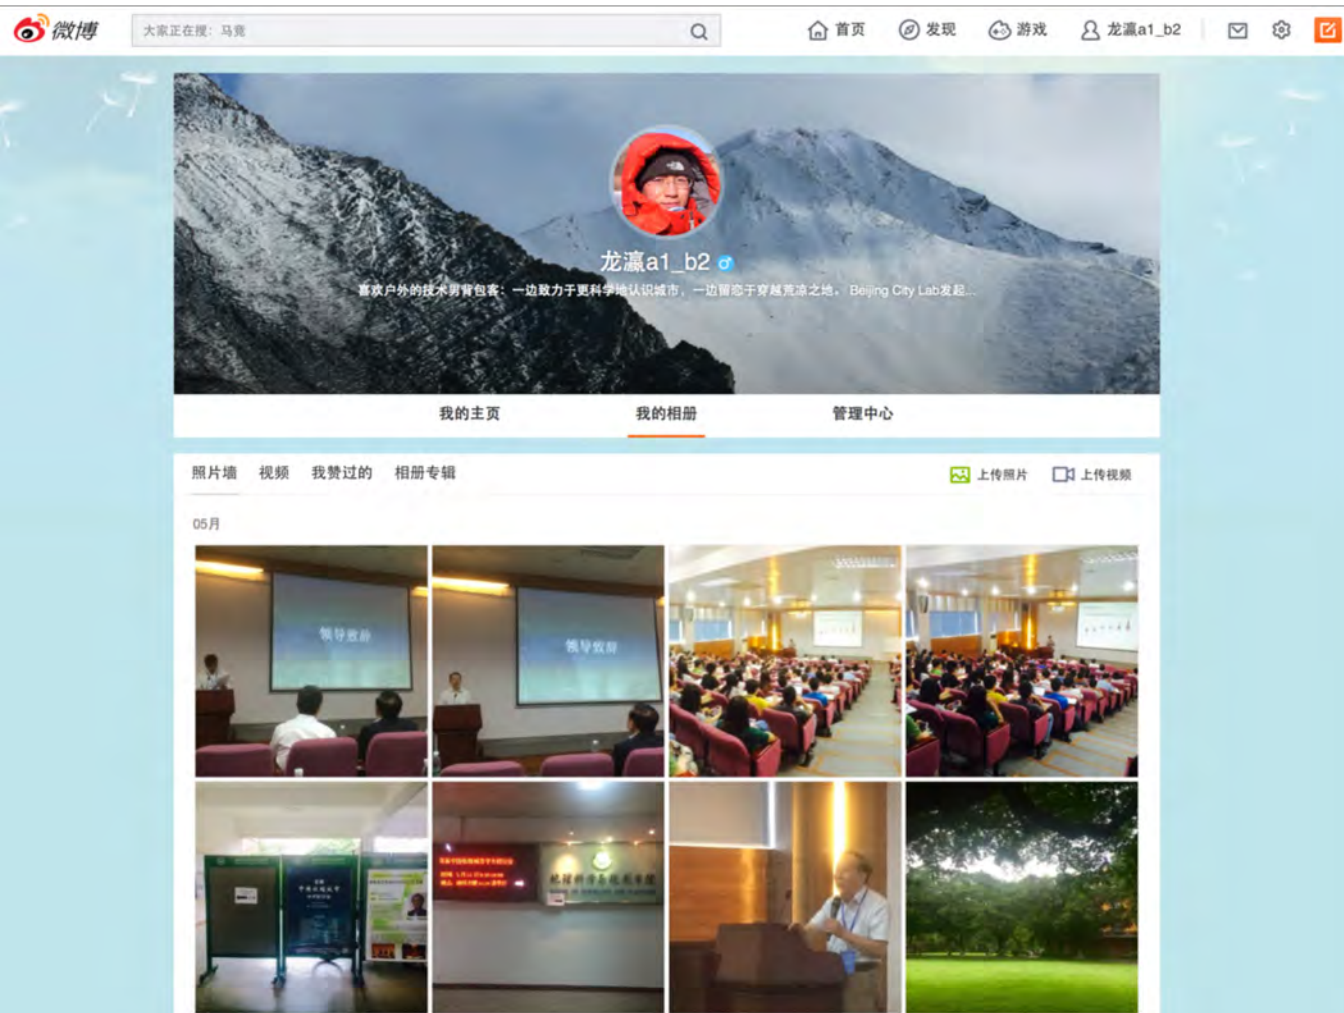 微博
大家正在搜：马竞
首页
发现
游戏
龙瀛a1_b2
龙瀛a1_b2
喜欢户外的技术男背包客：一边致力于更科学地认识城市，一边留恋于穿越荒凉之地。 Beijing City Lab发起...
我的主页
我的相册
管理中心
照片墙
视频
我赞过的
相册专辑
上传照片
上传视频
05月
领导致辞
领导致辞